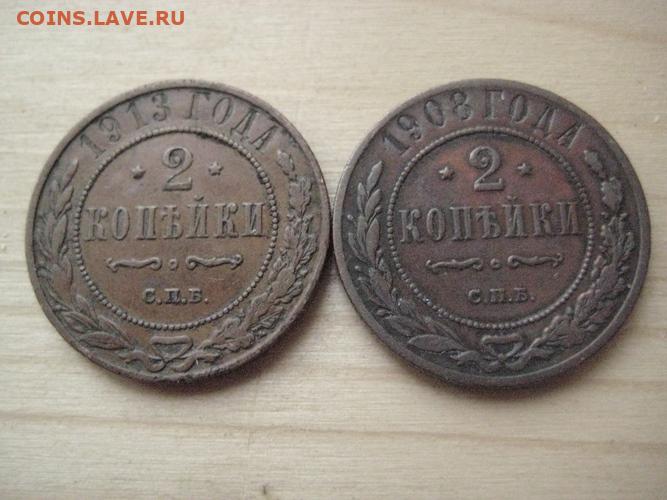 COINS.LAVE.RU
1913 ГОДА
2
КОПѢЙКИ
С.П.Б.
1908 ГОДА
2
КОПѢЙКИ
С.П.Б.